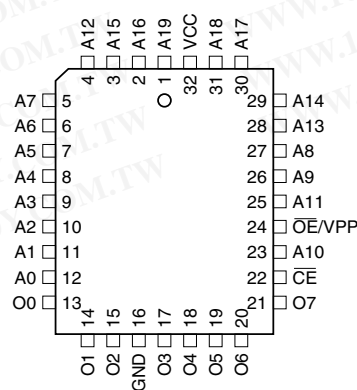 A12 A15 A16 A19 VCC A18 A17
4 3 2 1 32 31 30
A7 5 29 A14
A6 6 28 A13
A5 7 27 A8
A4 8 26 A9
A3 9 25 A11
A2 10 24 OE/VPP
A1 11 23 A10
A0 12 22 CE
O0 13 21 O7
14 15 16 17 18 19 20
O1 O2 GND O3 O4 O5 O6